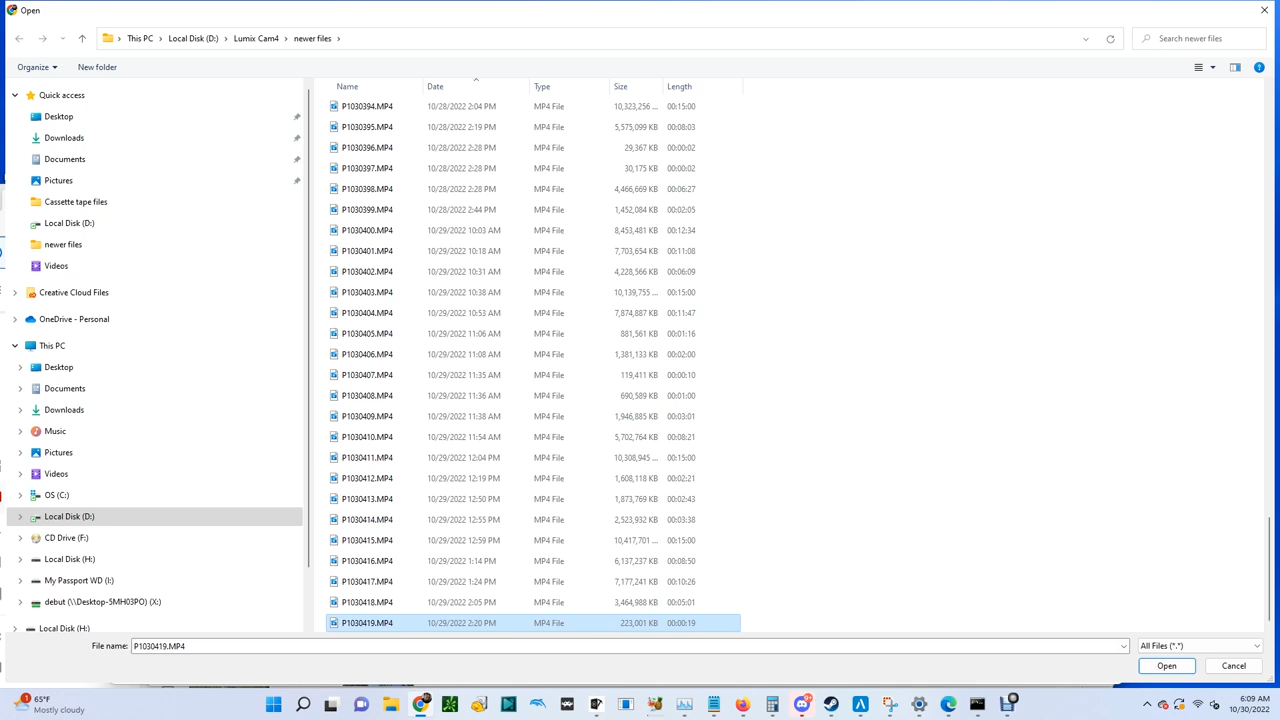 Open
This PC > Local Disk (D:) > Lumix Cam4 > newer files >
Search newer files
Organize
New folder
Quick access
Desktop
Downloads
Documents
Pictures
Cassette tape files
Local Disk (D:)
newer files
Videos
Creative Cloud Files
OneDrive - Personal
This PC
Desktop
Documents
Downloads
Music
Pictures
Videos
OS (C:)
Local Disk (D:)
CD Drive (F:)
Local Disk (H:)
My Passport WD (I:)
debut (\\Desktop-5MH03PO) (X:)
Local Disk (H:)
Name Date Type Size Length
P1030394.MP4 10/28/2022 2:04 PM MP4 File 10,323,256 ... 00:15:00
P1030395.MP4 10/28/2022 2:19 PM MP4 File 5,575,099 KB 00:08:03
P1030396.MP4 10/28/2022 2:28 PM MP4 File 29,367 KB 00:00:02
P1030397.MP4 10/28/2022 2:28 PM MP4 File 30,175 KB 00:00:02
P1030398.MP4 10/28/2022 2:28 PM MP4 File 4,466,669 KB 00:06:27
P1030399.MP4 10/28/2022 2:44 PM MP4 File 1,452,084 KB 00:02:05
P1030400.MP4 10/29/2022 10:03 AM MP4 File 8,453,481 KB 00:12:34
P1030401.MP4 10/29/2022 10:18 AM MP4 File 7,703,654 KB 00:11:08
P1030402.MP4 10/29/2022 10:31 AM MP4 File 4,228,566 KB 00:06:09
P1030403.MP4 10/29/2022 10:38 AM MP4 File 10,139,755 ... 00:15:00
P1030404.MP4 10/29/2022 10:53 AM MP4 File 7,874,887 KB 00:11:47
P1030405.MP4 10/29/2022 11:06 AM MP4 File 881,561 KB 00:01:16
P1030406.MP4 10/29/2022 11:08 AM MP4 File 1,381,133 KB 00:02:00
P1030407.MP4 10/29/2022 11:35 AM MP4 File 119,411 KB 00:00:10
P1030408.MP4 10/29/2022 11:36 AM MP4 File 690,589 KB 00:01:00
P1030409.MP4 10/29/2022 11:38 AM MP4 File 1,946,885 KB 00:03:01
P1030410.MP4 10/29/2022 11:54 AM MP4 File 5,702,764 KB 00:08:21
P1030411.MP4 10/29/2022 12:04 PM MP4 File 10,308,945 ... 00:15:00
P1030412.MP4 10/29/2022 12:19 PM MP4 File 1,608,118 KB 00:02:21
P1030413.MP4 10/29/2022 12:50 PM MP4 File 1,873,769 KB 00:02:43
P1030414.MP4 10/29/2022 12:55 PM MP4 File 2,523,932 KB 00:03:38
P1030415.MP4 10/29/2022 12:59 PM MP4 File 10,417,701 ... 00:15:00
P1030416.MP4 10/29/2022 1:14 PM MP4 File 6,137,237 KB 00:08:50
P1030417.MP4 10/29/2022 1:24 PM MP4 File 7,177,241 KB 00:10:26
P1030418.MP4 10/29/2022 2:05 PM MP4 File 3,464,988 KB 00:05:01
P1030419.MP4 10/29/2022 2:20 PM MP4 File 223,001 KB 00:00:19
File name: P1030419.MP4
All Files (*.*)
Open
Cancel
1
65°F
Mostly cloudy
6:09 AM
10/30/2022